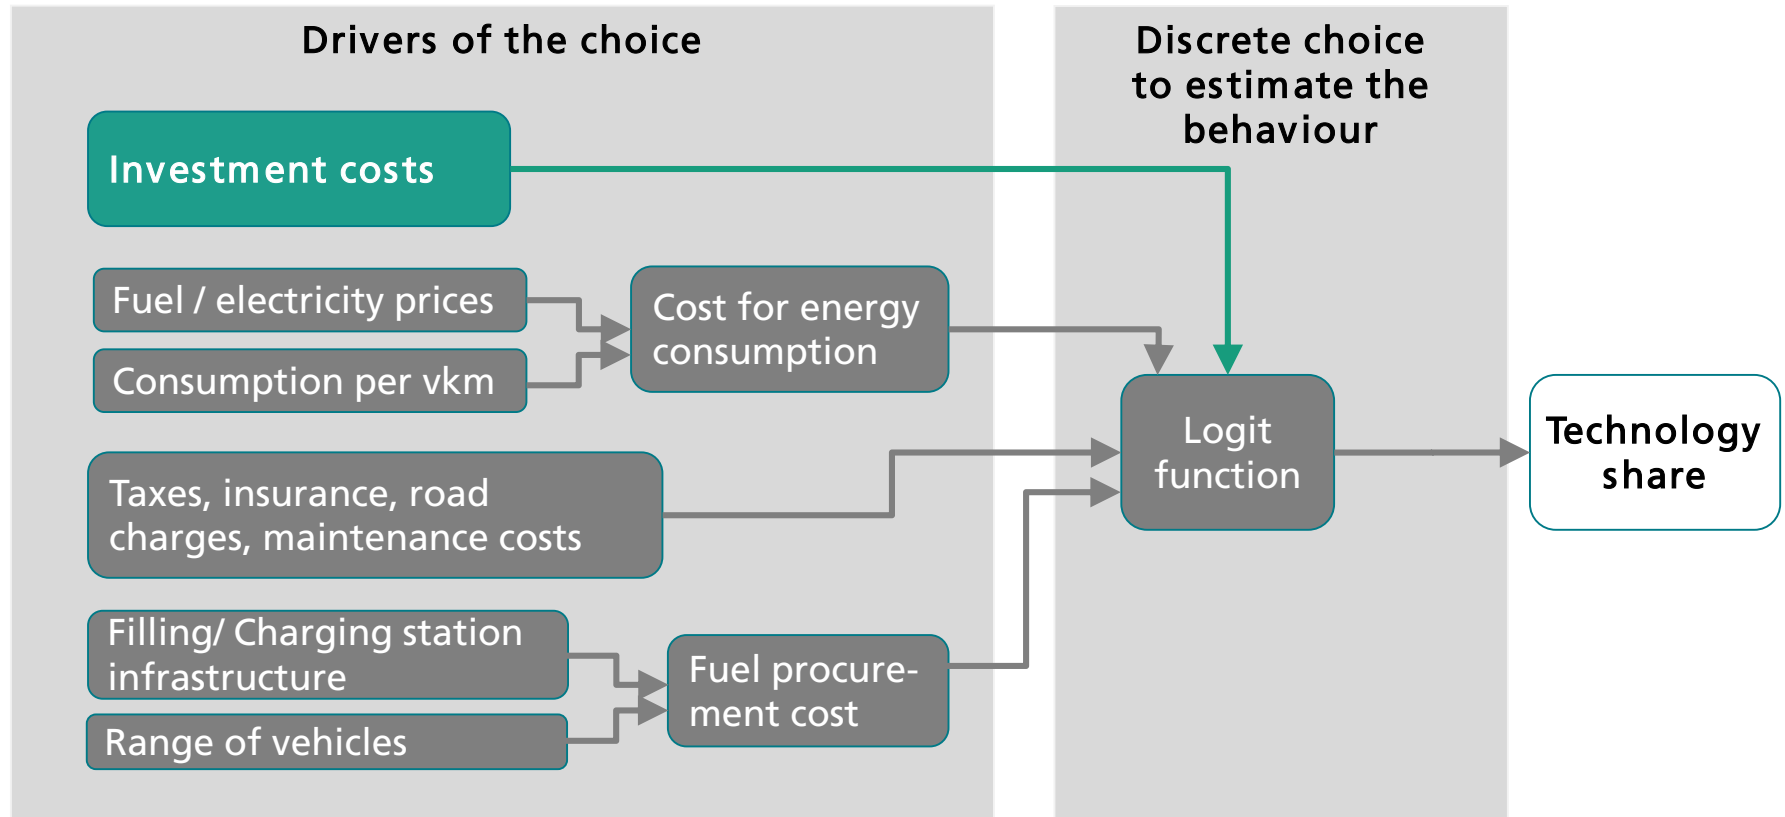 Drivers of the choice
Discrete choice
to estimate the
behaviour
Investment costs
Fuel / electricity prices
Consumption per vkm
Cost for energy
consumption
Taxes, insurance, road
charges, maintenance costs
Filling/ Charging station
infrastructure
Range of vehicles
Fuel procure-
ment cost
Logit
function
Technology
share